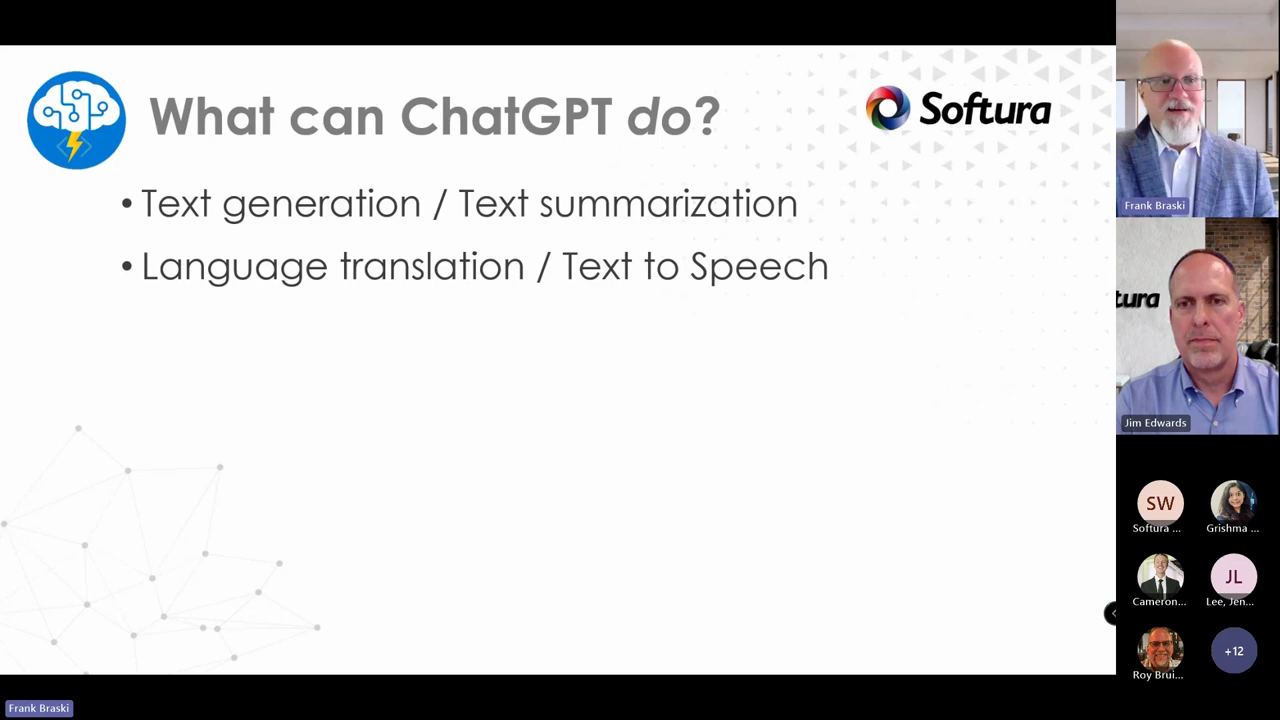 What can ChatGPT do?
Softura
• Text generation / Text summarization
• Language translation / Text to Speech
Frank Braski
tura
Jim Edwards
SW
Softura ...
Grishma ...
Cameron...
JL
Lee, Jen...
Roy Brui...
+12
Frank Braski